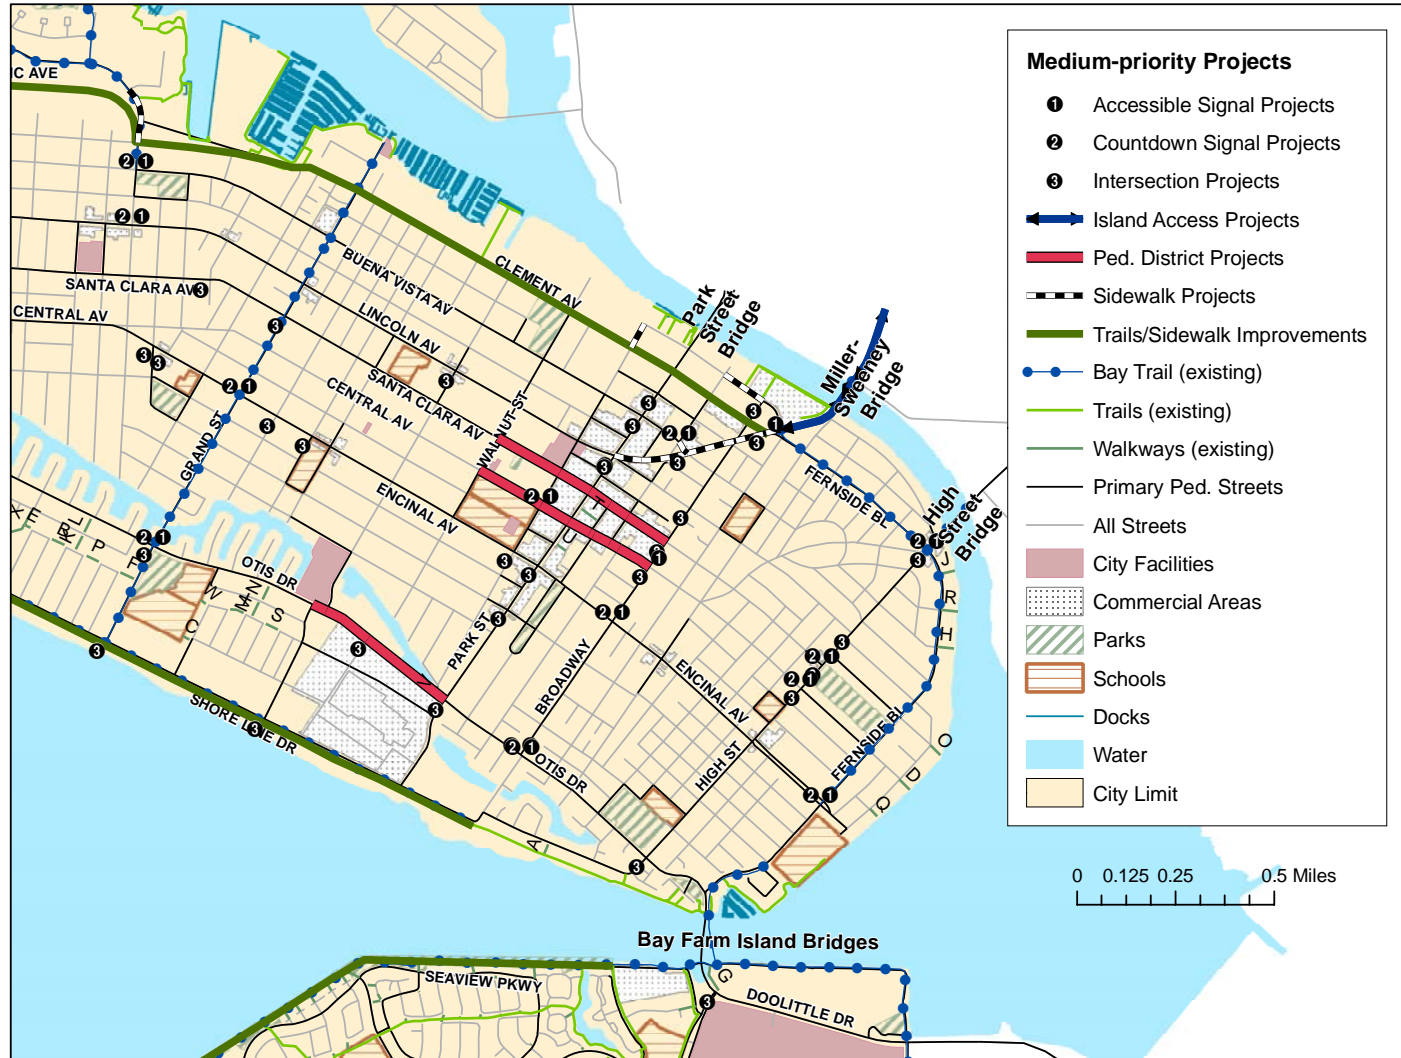 Medium-priority Projects
1 Accessible Signal Projects
2 Countdown Signal Projects
3 Intersection Projects
Island Access Projects
Ped. District Projects
Sidewalk Projects
Trails/Sidewalk Improvements
Bay Trail (existing)
Trails (existing)
Walkways (existing)
Primary Ped. Streets
All Streets
City Facilities
Commercial Areas
Parks
Schools
Docks
Water
City Limit
0 0.125 0.25 0.5 Miles
IC AVE
BUENA VISTA AV
CLEMENT AV
LINCOLN AV
SANTA CLARA AV
CENTRAL AV
SANTA CLARA AV
CENTRAL AV
WALNUT ST
GRAND ST
ENCINAL AV
OTIS DR
PARK ST
BROADWAY
ENCINAL AV
HIGH ST
OTIS DR
SHORE LINE DR
FERNSIDE BL
FERNSIDE BL
Park
Street
Bridge
Miller-
Sweeney
Bridge
High
Street
Bridge
Bay Farm Island Bridges
SEAVIEW PKWY
DOOLITTLE DR
X
E
P
F
W
C
S
T
U
A
J
R
H
O
D
Q
G